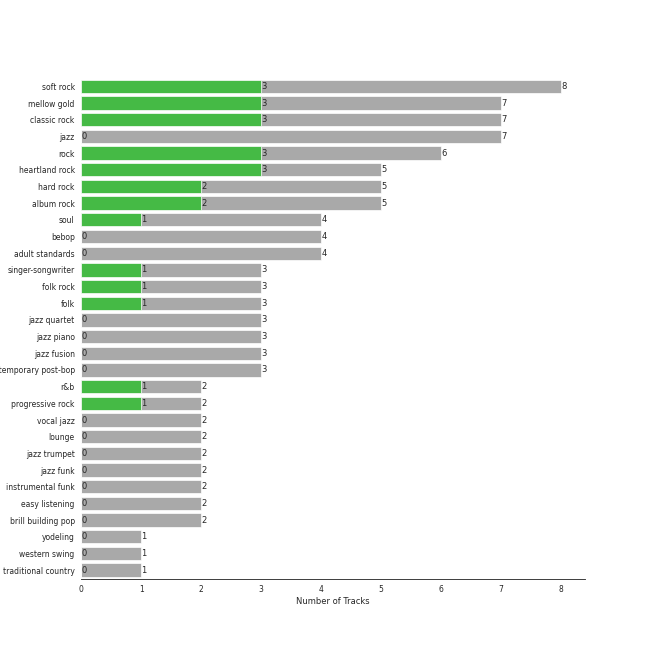 soft rock 3 8
mellow gold 3 7
classic rock 3 7
jazz 0 7
rock 3 6
heartland rock 3 5
hard rock 2 5
album rock 2 5
soul 1 4
bebop 0 4
adult standards 0 4
singer-songwriter 1 3
folk rock 1 3
folk 1 3
jazz quartet 0 3
jazz piano 0 3
jazz fusion 0 3
temporary post-bop 0 3
r&b 1 2
progressive rock 1 2
vocal jazz 0 2
lounge 0 2
jazz trumpet 0 2
jazz funk 0 2
instrumental funk 0 2
easy listening 0 2
brill building pop 0 2
yodeling 0 1
western swing 0 1
traditional country 0 1
0 1 2 3 4 5 6 7 8
Number of Tracks